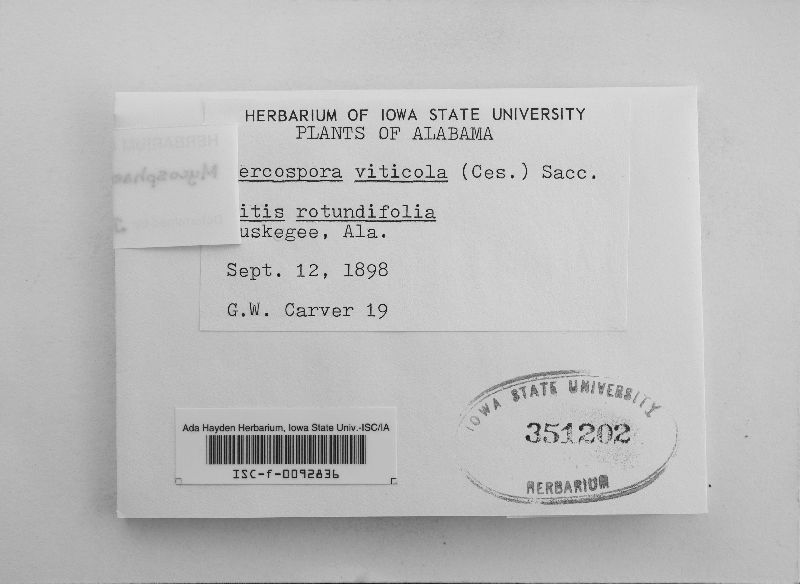 HERBARIUM OF IOWA STATE UNIVERSITY
PLANTS OF ALABAMA
ercospora viticola (Ces.) Sacc.
itis rotundifolia
uskegee, Ala.
Sept. 12, 1898
G.W. Carver 19
Ada Hayden Herbarium, Iowa State Univ.-ISC/IA
ISC-f-0092836
IOWA STATE UNIVERSITY
351202
HERBARIUM